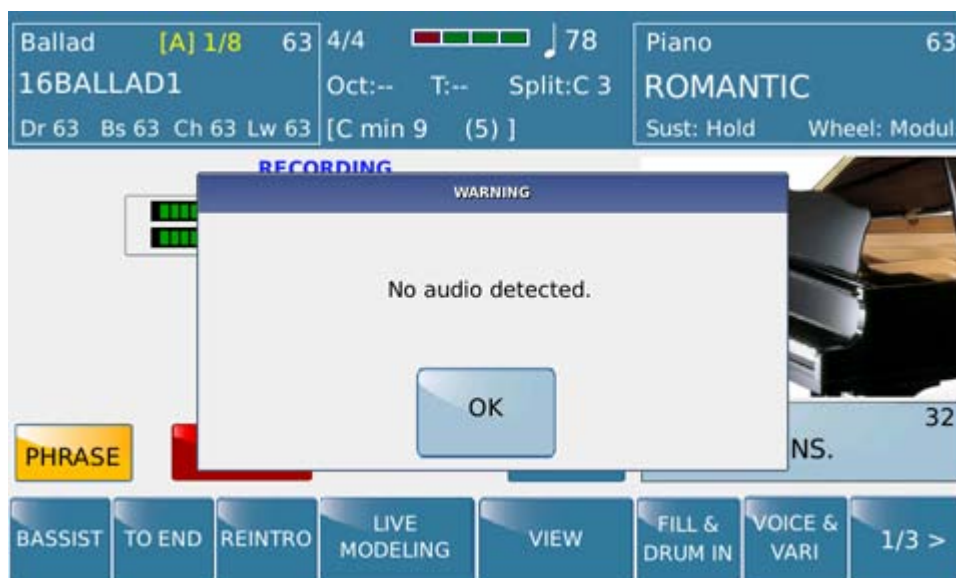 Ballad [A] 1/8 63
16BALLAD1
Dr 63 Bs 63 Ch 63 Lw 63
4/4 78
Oct:-- T:-- Split:C 3
[C min 9 (5) ]
Piano 63
ROMANTIC
Sust: Hold Wheel: Modul
RECORDING
WARNING
No audio detected.
OK
32
NS.
PHRASE
BASSIST
TO END
REINTRO
LIVE
MODELING
VIEW
FILL &
DRUM IN
VOICE &
VARI
1/3 >